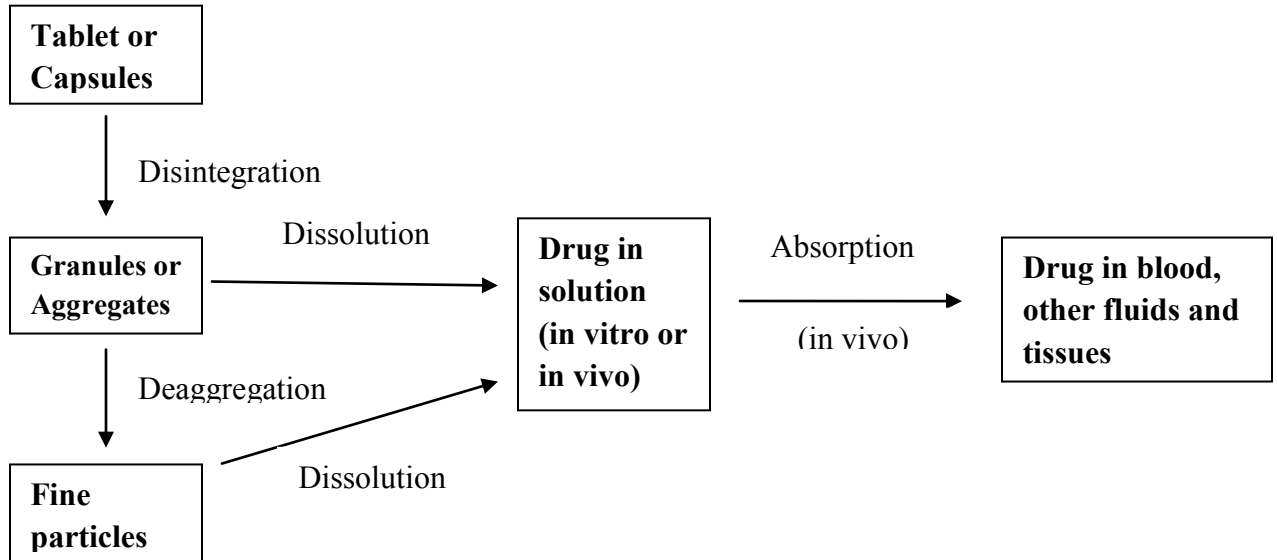 Tablet or
Capsules
Disintegration
Granules or
Aggregates
Dissolution
Drug in
solution
(in vitro or
in vivo)
Absorption
(in vivo)
Drug in blood,
other fluids and
tissues
Deaggregation
Dissolution
Fine
particles